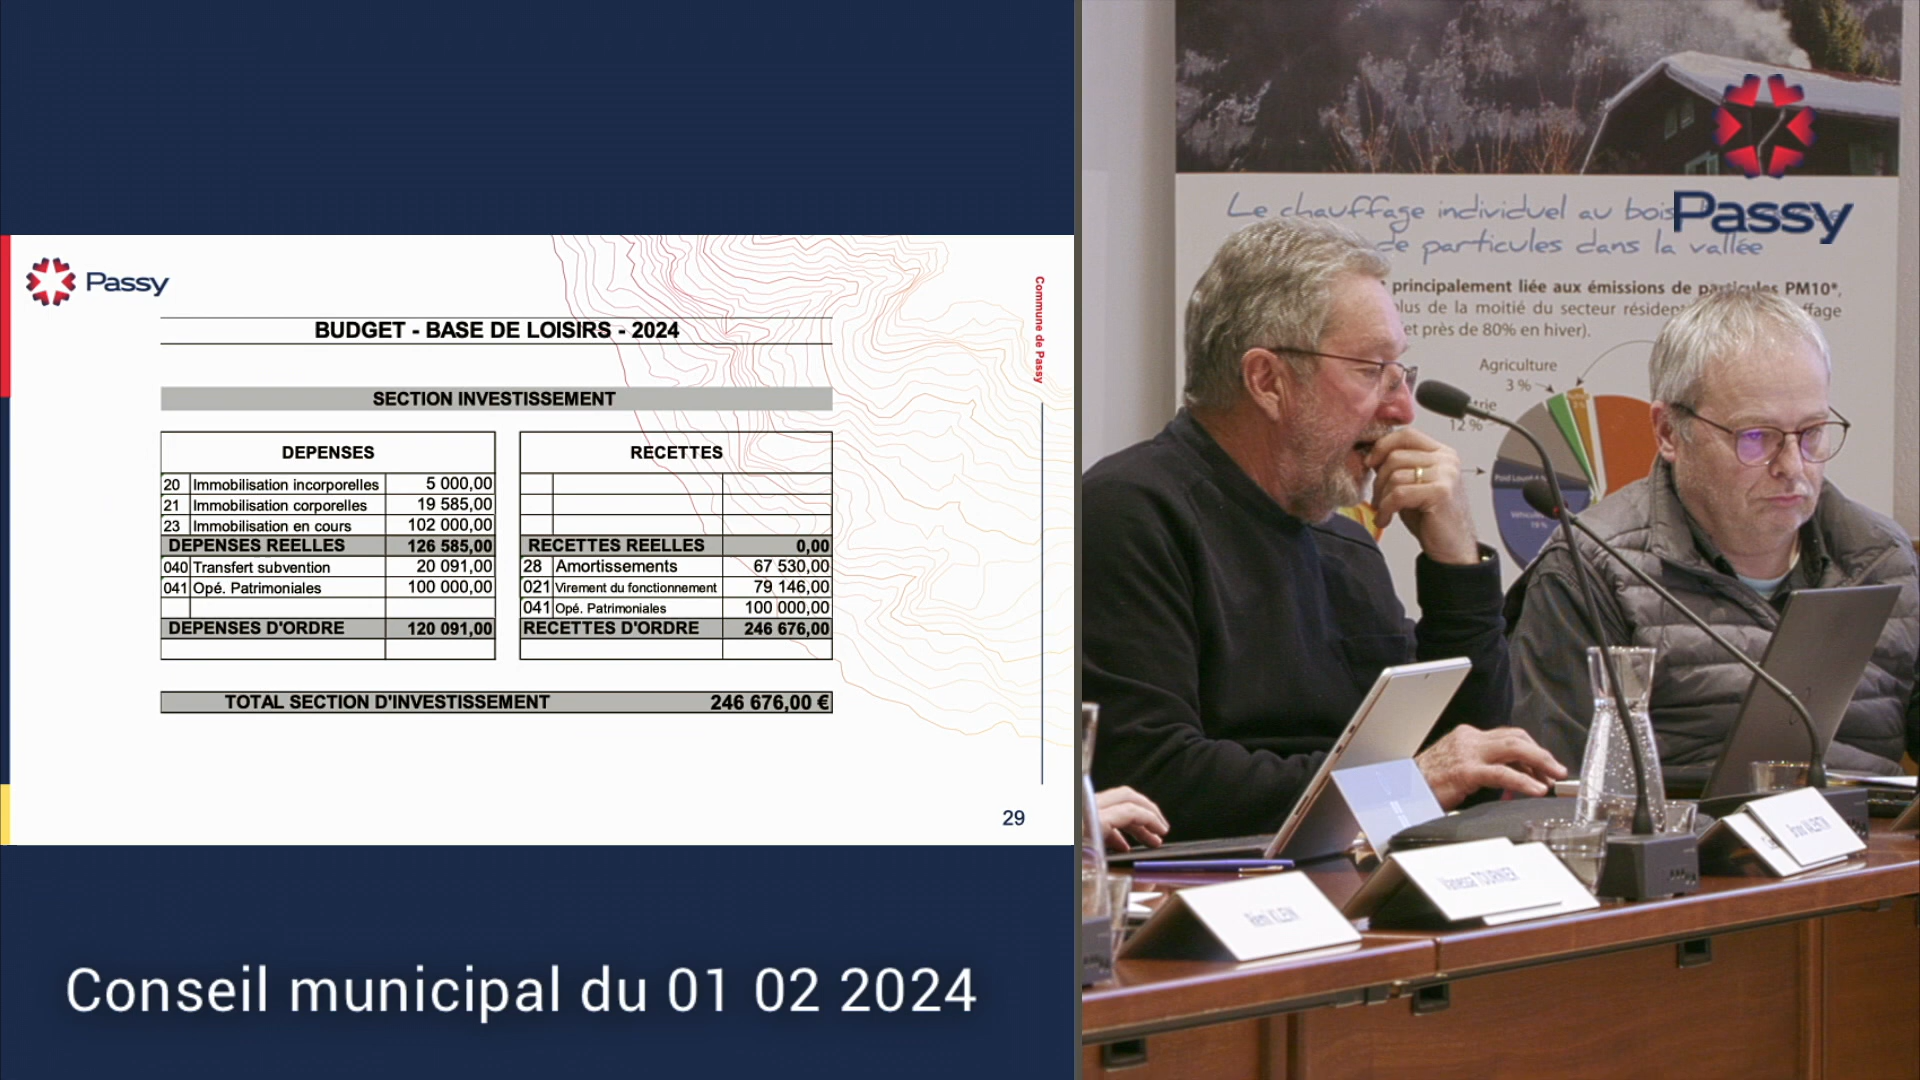 Passy
Commune de Passy
BUDGET - BASE DE LOISIRS - 2024
SECTION INVESTISSEMENT
DEPENSES
20 Immobilisation incorporelles 5 000,00
21 Immobilisation corporelles 19 585,00
23 Immobilisation en cours 102 000,00
DEPENSES REELLES 126 585,00
040 Transfert subvention 20 091,00
041 Opé. Patrimoniales 100 000,00
DEPENSES D'ORDRE 120 091,00
RECETTES
RECETTES REELLES 0,00
28 Amortissements 67 530,00
021 Virement du fonctionnement 79 146,00
041 Opé. Patrimoniales 100 000,00
RECETTES D'ORDRE 246 676,00
TOTAL SECTION D'INVESTISSEMENT 246 676,00 €
29
Conseil municipal du 01 02 2024
Passy
Le chauffage individuel au bois
de particules dans la vallée
principalement liée aux émissions de particules PM10*,
plus de la moitié du secteur
et près de 80% en hiver).
Agriculture
3 %
12 %
Rémi KLEIN
Vanessa TOURNIER